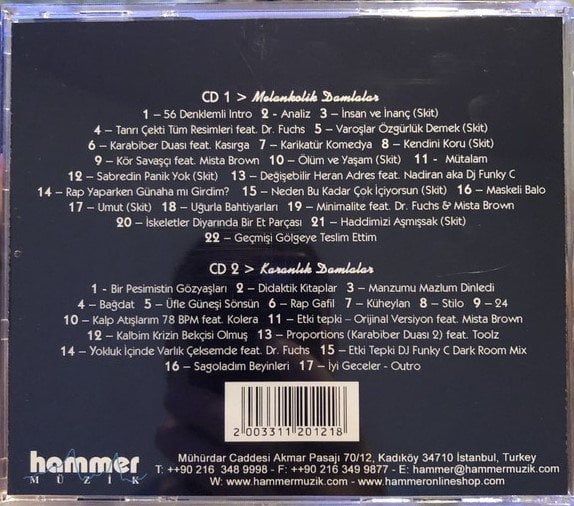 CD 1 > Melankolik Damlalar
1 – 56 Denklemli Intro 2 - Analiz 3 – İnsan ve İnanç (Skit)
4 – Tanrı Çekti Tüm Resimleri feat. Dr. Fuchs 5 – Varoşlar Özgürlük Demek (Skit)
6 – Karabiber Duası feat. Kasırga 7 – Karikatür Komedya 8 – Kendini Koru (Skit)
9 – Kör Savaşçı feat. Mista Brown 10 – Ölüm ve Yaşam (Skit) 11 - Mütalam
12 – Sabredin Panik Yok (Skit) 13 – Değişebilir Heran Adres feat. Nadiran aka Dj Funky C
14 – Rap Yaparken Günaha mı Girdim? 15 – Neden Bu Kadar Çok İçiyorsun (Skit) 16 – Maskeli Balo
17 – Umut (Skit) 18 – Uğurla Bahtiyarları 19 – Minimalite feat. Dr. Fuchs & Mista Brown
20 – İskeletler Diyarında Bir Et Parçası 21 – Haddimizi Aşmışsak (Skit)
22 – Geçmişi Gölgeye Teslim Ettim
CD 2 > Karanlık Damlalar
1 - Bir Pesimistin Gözyaşları 2 – Didaktik Kitaplar 3 – Manzumu Mazlum Dinledi
4 – Bağdat 5 – Üfle Güneşi Sönsün 6 – Rap Gafil 7 – Küheylan 8 – Stilo 9 – 24
10 – Kalp Atışlarım 78 BPM feat. Kolera 11 – Etki tepki – Orijinal Versiyon feat. Mista Brown
12 – Kalbim Krizin Bekçisi Olmuş 13 – Proportions (Karabiber Duası 2) feat. Toolz
14 – Yokluk İçinde Varlık Çeksemde feat. Dr. Fuchs 15 – Etki Tepki DJ Funky C Dark Room Mix
16 – Sagoladım Beyinleri 17 – İyi Geceler - Outro
2 003311 201218
hammer
MÜZİK
Mühürdar Caddesi Akmar Pasajı 70/12, Kadıköy 34710 İstanbul, Turkey
T: ++90 216 348 9998 - F: ++90 216 349 9877 - E: hammer@hammermuzik.com
W: www.hammermuzik.com - www.hammeronlineshop.com